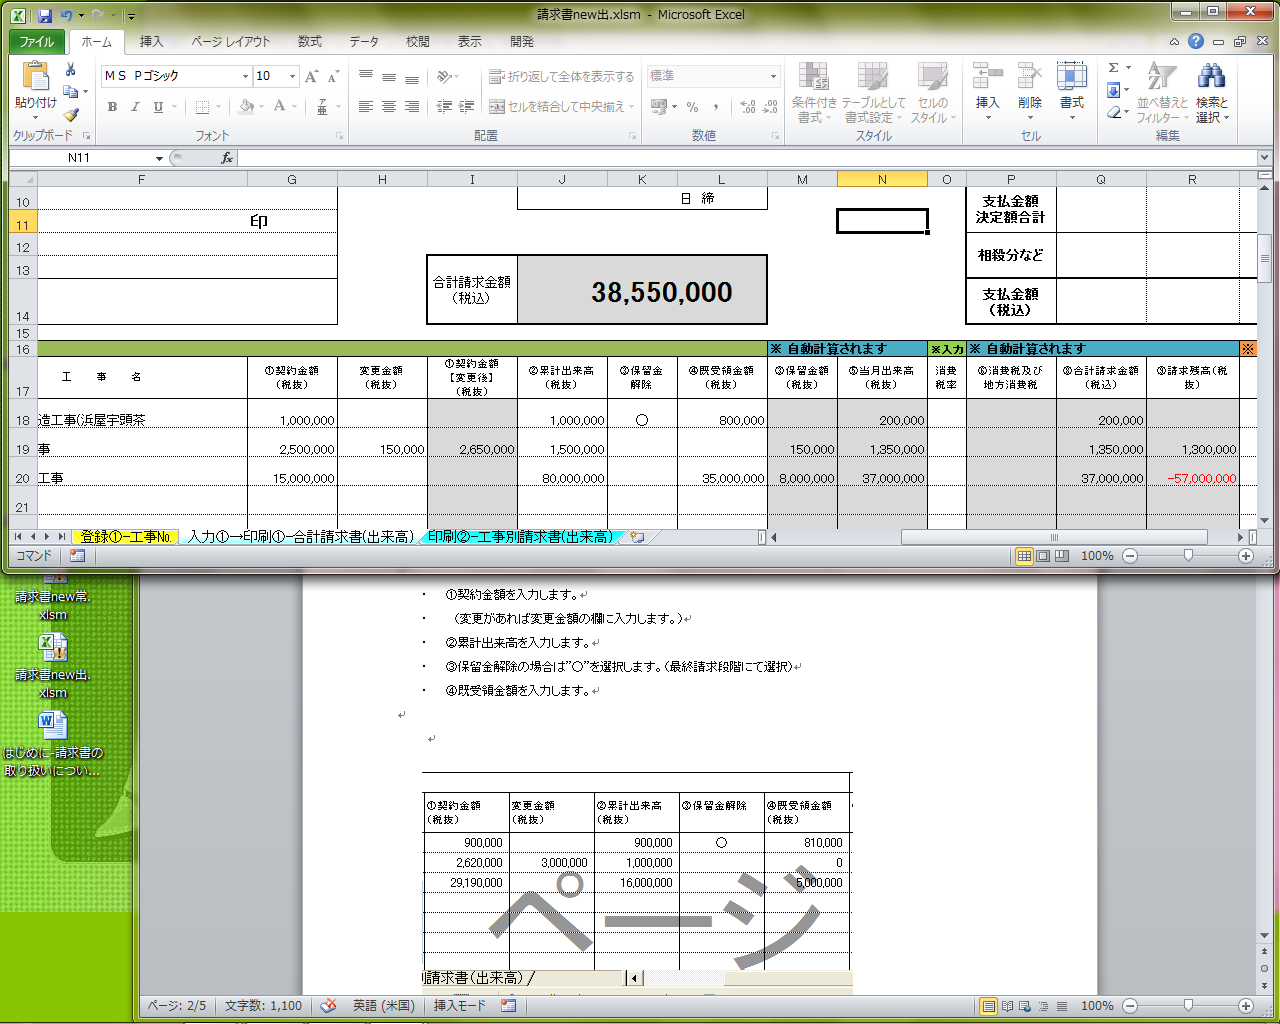 請求書new出.xlsm - Microsoft Excel
ファイル ホーム 挿入 ページ レイアウト 数式 データ 校閲 表示 開発
ＭＳ Ｐゴシック 10 折り返して全体を表示する 標準
貼り付け B I U セルを結合して中央揃え % 条件付き書式 テーブルとして書式設定 セルのスタイル 挿入 削除 書式 Σ 並べ替えとフィルター 検索と選択
クリップボード フォント 配置 数値 スタイル セル 編集
N11 fx
F G H I J K L M N O P Q R
10 日 締 支払金額
11 印 決定額合計
12 相殺分など
13 合計請求金額
（税込） 38,550,000 支払金額
（税込）
14
15
16 ※ 自動計算されます ※入力 ※ 自動計算されます ※
17 工 事 名 ①契約金額（税抜） 変更金額（税抜） ①契約金額【変更後】（税抜） ②累計出来高（税抜） ③保留金解除 ④既受領金額（税抜） ③保留金額（税抜） ⑤当月出来高（税抜） 消費税率 ⑧合計請求金額（税込）
18 造工事(浜屋宇頭茶 1,000,000 1,000,000 ○ 800,000 200,000 200,000
19 事 2,500,000 150,000 2,650,000 1,500,000 150,000 1,350,000 1,350,000 1,300,000
20 工事 15,000,000 80,000,000 35,000,000 8,000,000 37,000,000 37,000,000 -57,000,000
21
登録①-工事No. 入力①→印刷①-合計請求書(出来高) 印刷②-工事別請求書(出来高)
コマンド 100%
請求書new常.xlsm
請求書new出.xlsm
はじめに-請求書の取り扱いについ...
・ ①契約金額を入力します。
・ （変更があれば変更金額の欄に入力します。）
・ ②累計出来高を入力します。
・ ③保留金解除の場合は”○”を選択します。（最終請求段階にて選択）
・ ④既受領金額を入力します。
①契約金額（税抜） 変更金額（税抜） ②累計出来高（税抜） ③保留金解除 ④既受領金額（税抜）
900,000 900,000 ○ 810,000
2,620,000 3,000,000 1,000,000 0
29,190,000 16,000,000 5,000,000
ページ
請求書(出来高)
ページ: 2/5 文字数: 1,100 英語 (米国) 挿入モード 100%